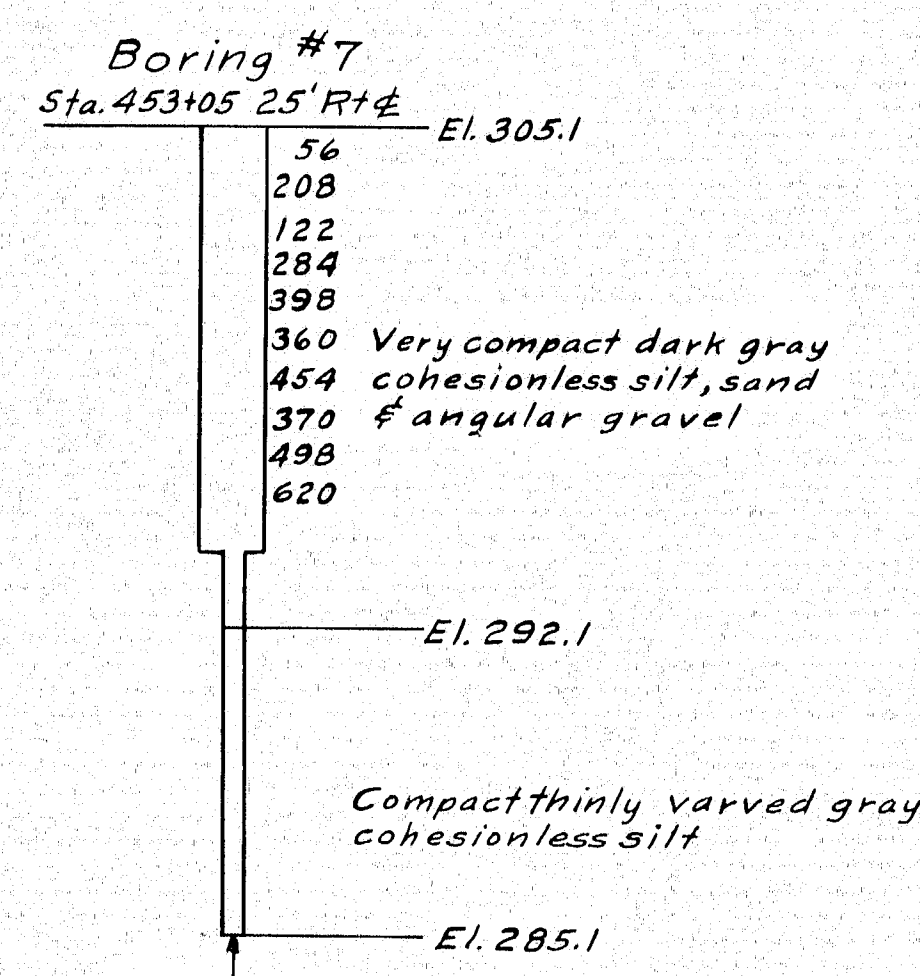 Boring #7
Sta. 453+05 25' Rt ℄
El. 305.1
56
208
122
284
398
360
454
370
498
620
Very compact dark gray
cohesionless silt, sand
& angular gravel
El. 292.1
Compact thinly varved gray
cohesionless silt
El. 285.1